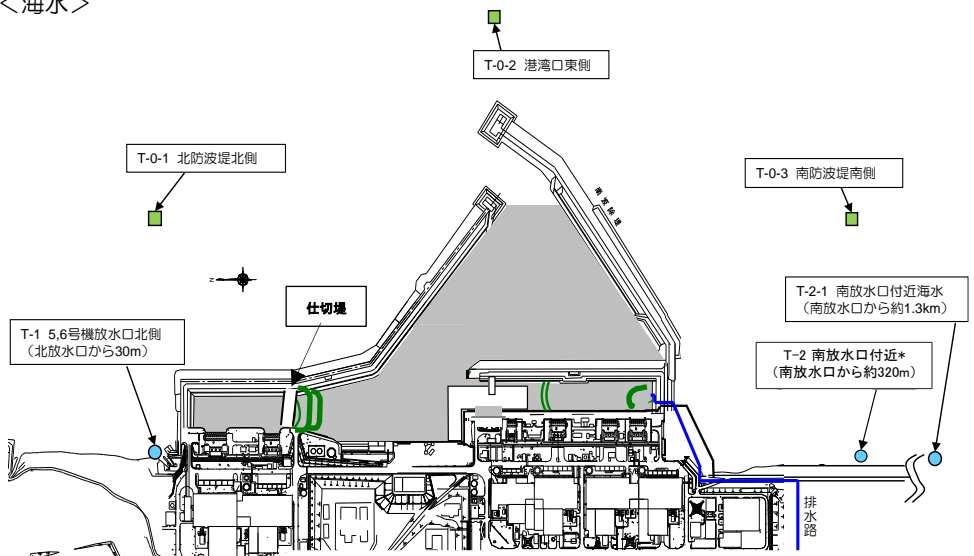 ＜海水＞
T-0-2 港湾口東側
T-0-1 北防波堤北側
T-0-3 南防波堤南側
南防波堤
N
仕切堤
T-2-1 南放水口付近海水
（南放水口から約1.3km）
T-1 5,6号機放水口北側
（北放水口から30m）
T-2 南放水口付近*
（南放水口から約320m）
排水路